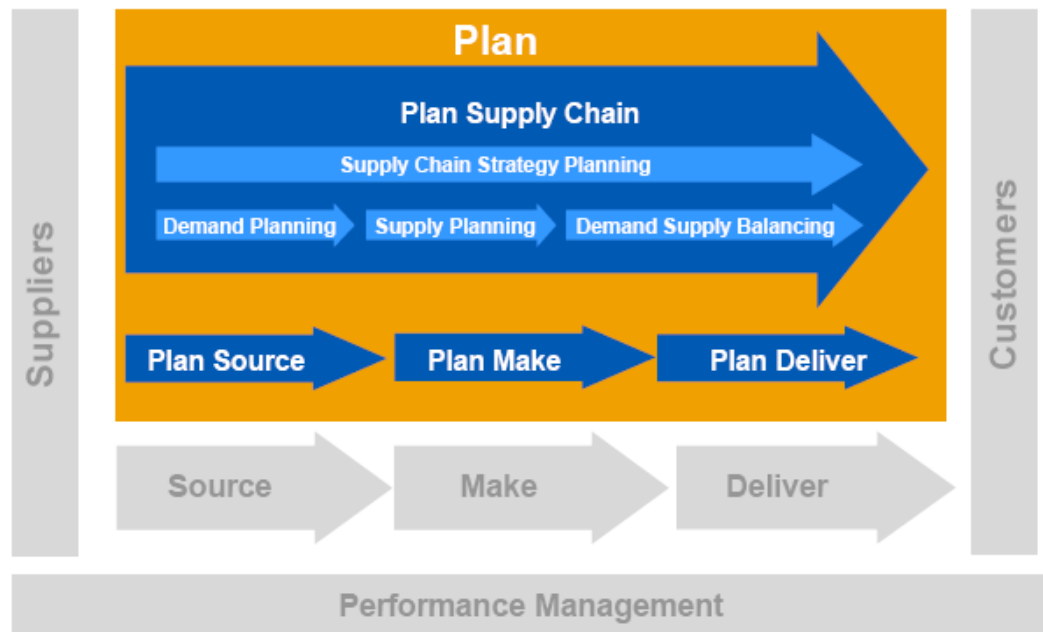 Plan
Plan Supply Chain
Supply Chain Strategy Planning
Demand Planning
Supply Planning
Demand Supply Balancing
Plan Source
Plan Make
Plan Deliver
Source
Make
Deliver
Suppliers
Customers
Performance Management